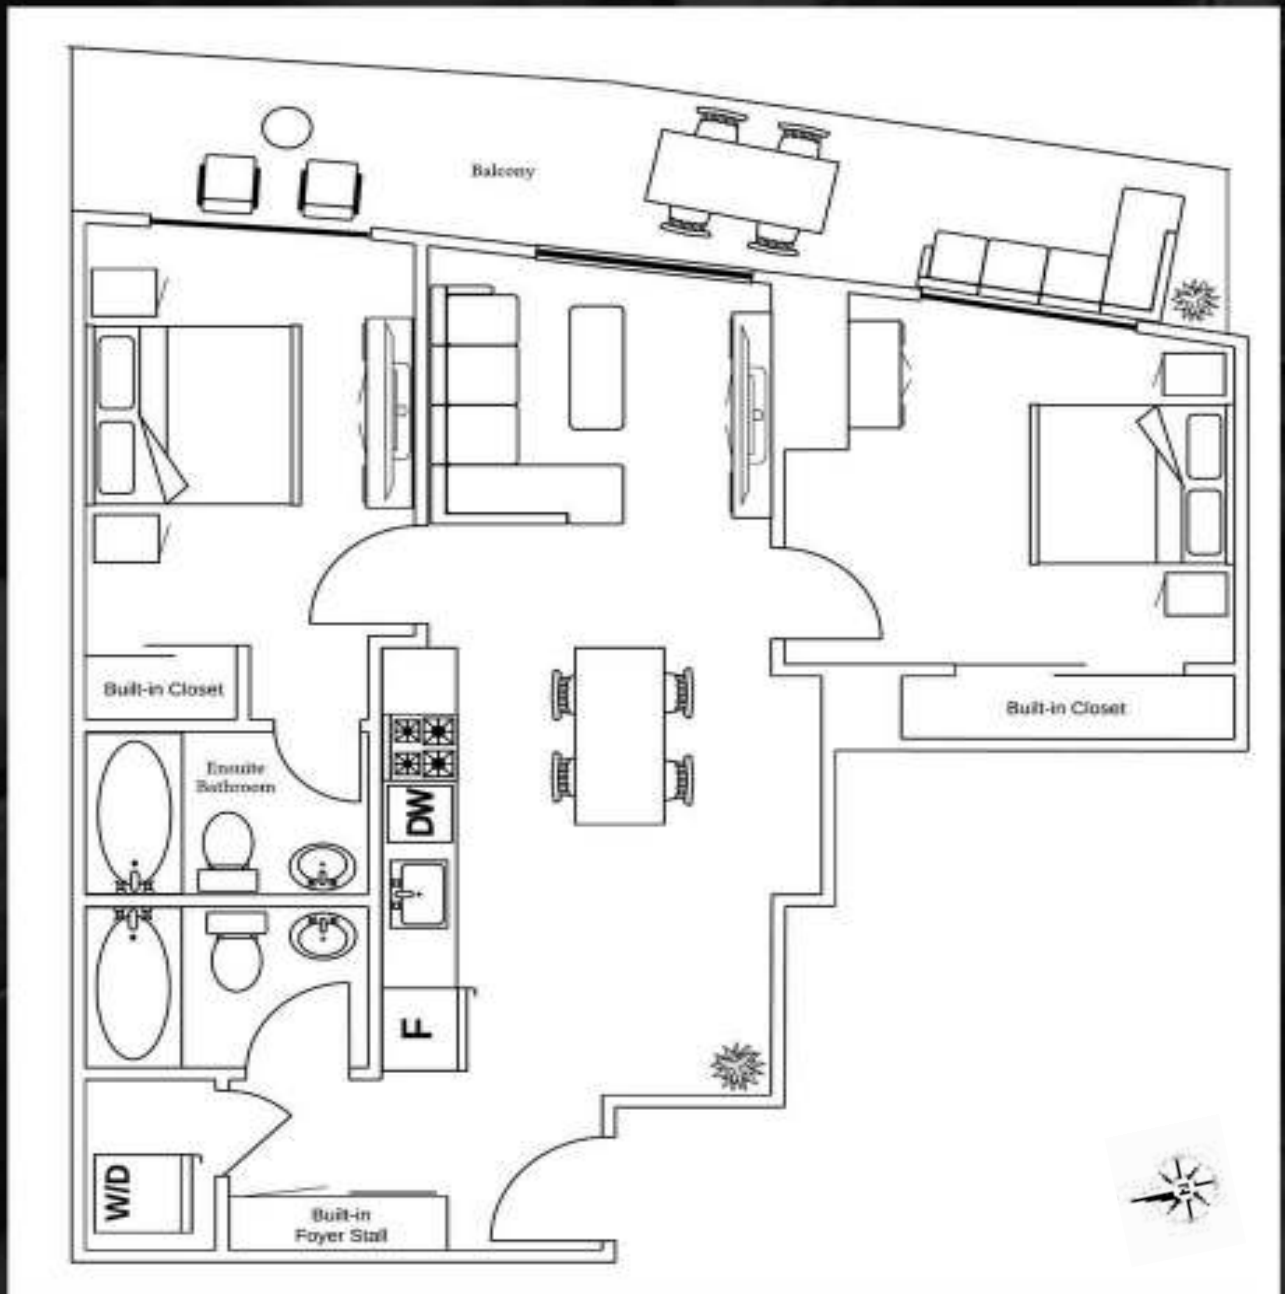 Balcony
Built-in Closet
Built-in Closet
Ensuite
Bathroom
DW
F
W/D
Built-in
Foyer Stall
N